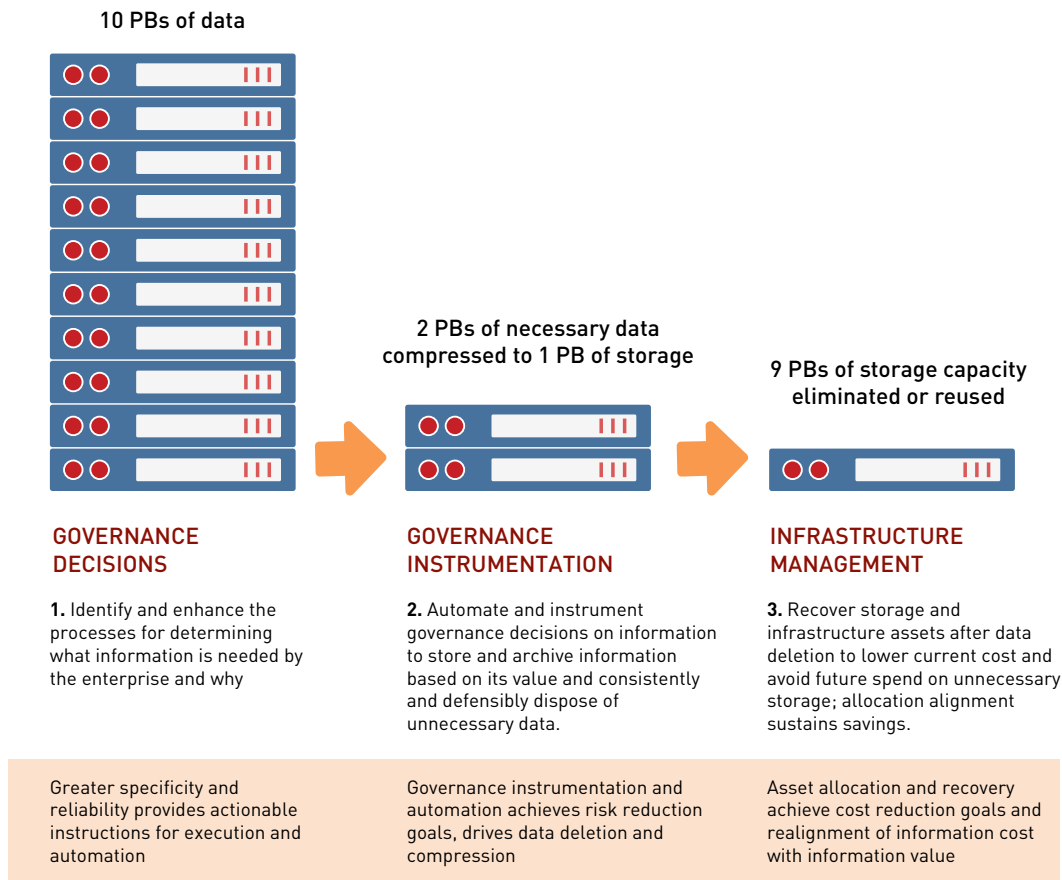 10 PBs of data
2 PBs of necessary data
compressed to 1 PB of storage
9 PBs of storage capacity
eliminated or reused
GOVERNANCE
DECISIONS
1. Identify and enhance the
processes for determining
what information is needed by
the enterprise and why
GOVERNANCE
INSTRUMENTATION
2. Automate and instrument
governance decisions on information
to store and archive information
based on its value and consistently
and defensibly dispose of
unnecessary data.
INFRASTRUCTURE
MANAGEMENT
3. Recover storage and
infrastructure assets after data
deletion to lower current cost and
avoid future spend on unnecessary
storage; allocation alignment
sustains savings.
Greater specificity and
reliability provides actionable
instructions for execution and
automation
Governance instrumentation and
automation achieves risk reduction
goals, drives data deletion and
compression
Asset allocation and recovery
achieve cost reduction goals and
realignment of information cost
with information value